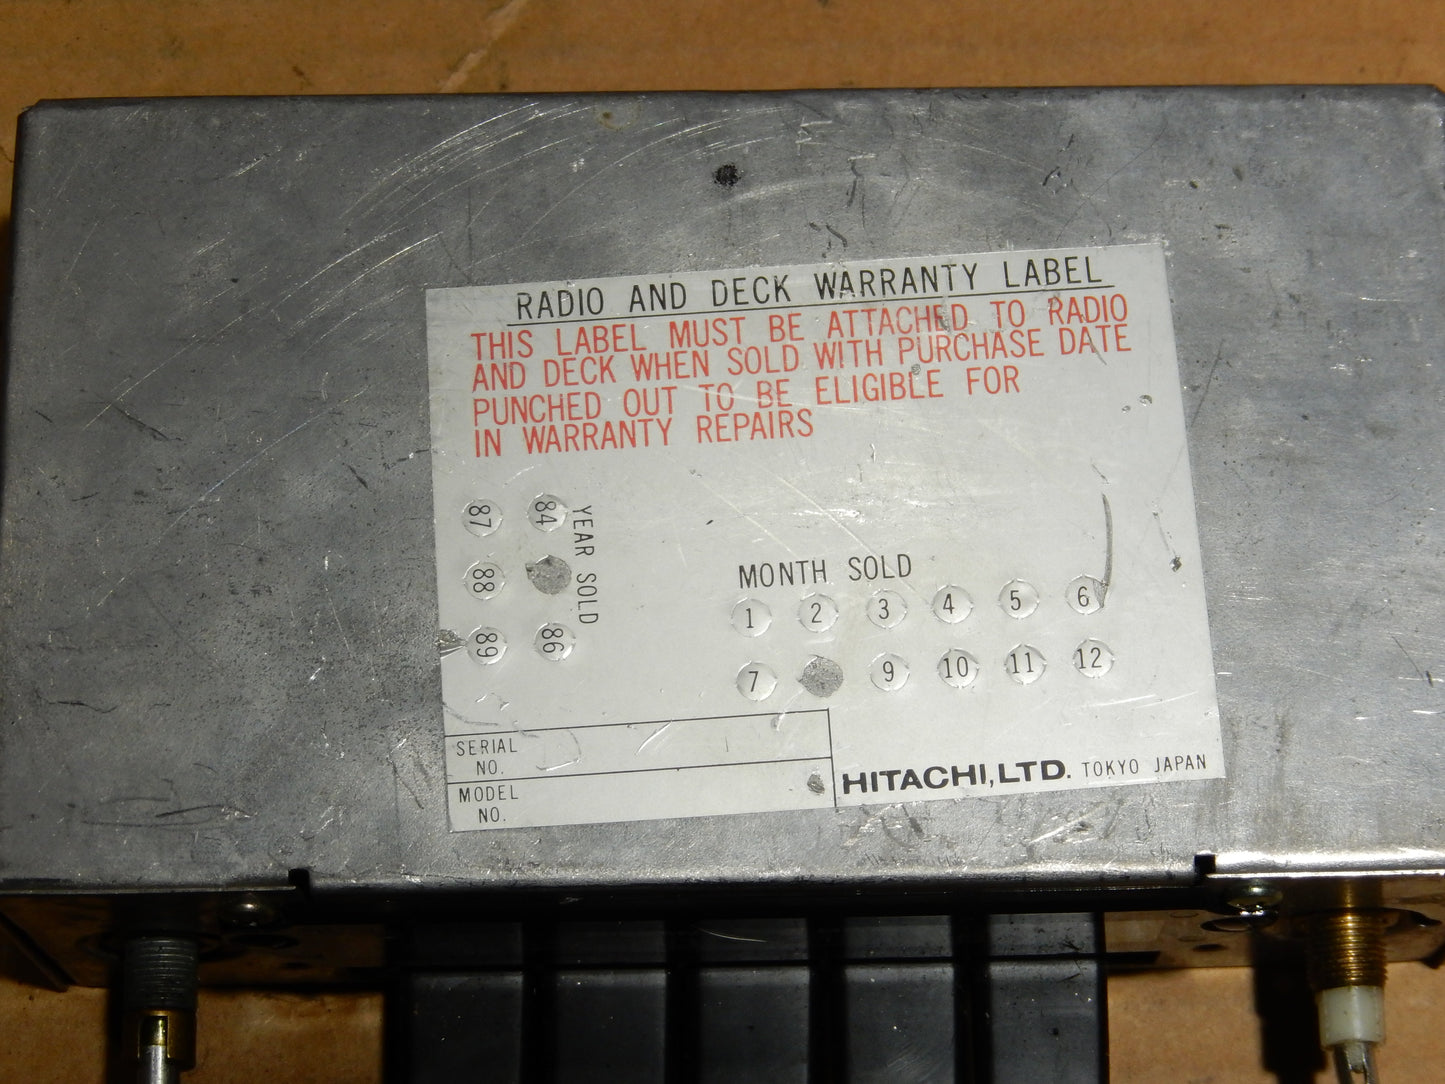 RADIO AND DECK WARRANTY LABEL
THIS LABEL MUST BE ATTACHED TO RADIO
AND DECK WHEN SOLD WITH PURCHASE DATE
PUNCHED OUT TO BE ELIGIBLE FOR
IN WARRANTY REPAIRS
YEAR SOLD
84
86
87
88
89
MONTH SOLD
1 2 3 4 5 6
7 9 10 11 12
SERIAL
NO.
MODEL
NO.
HITACHI, LTD. TOKYO JAPAN